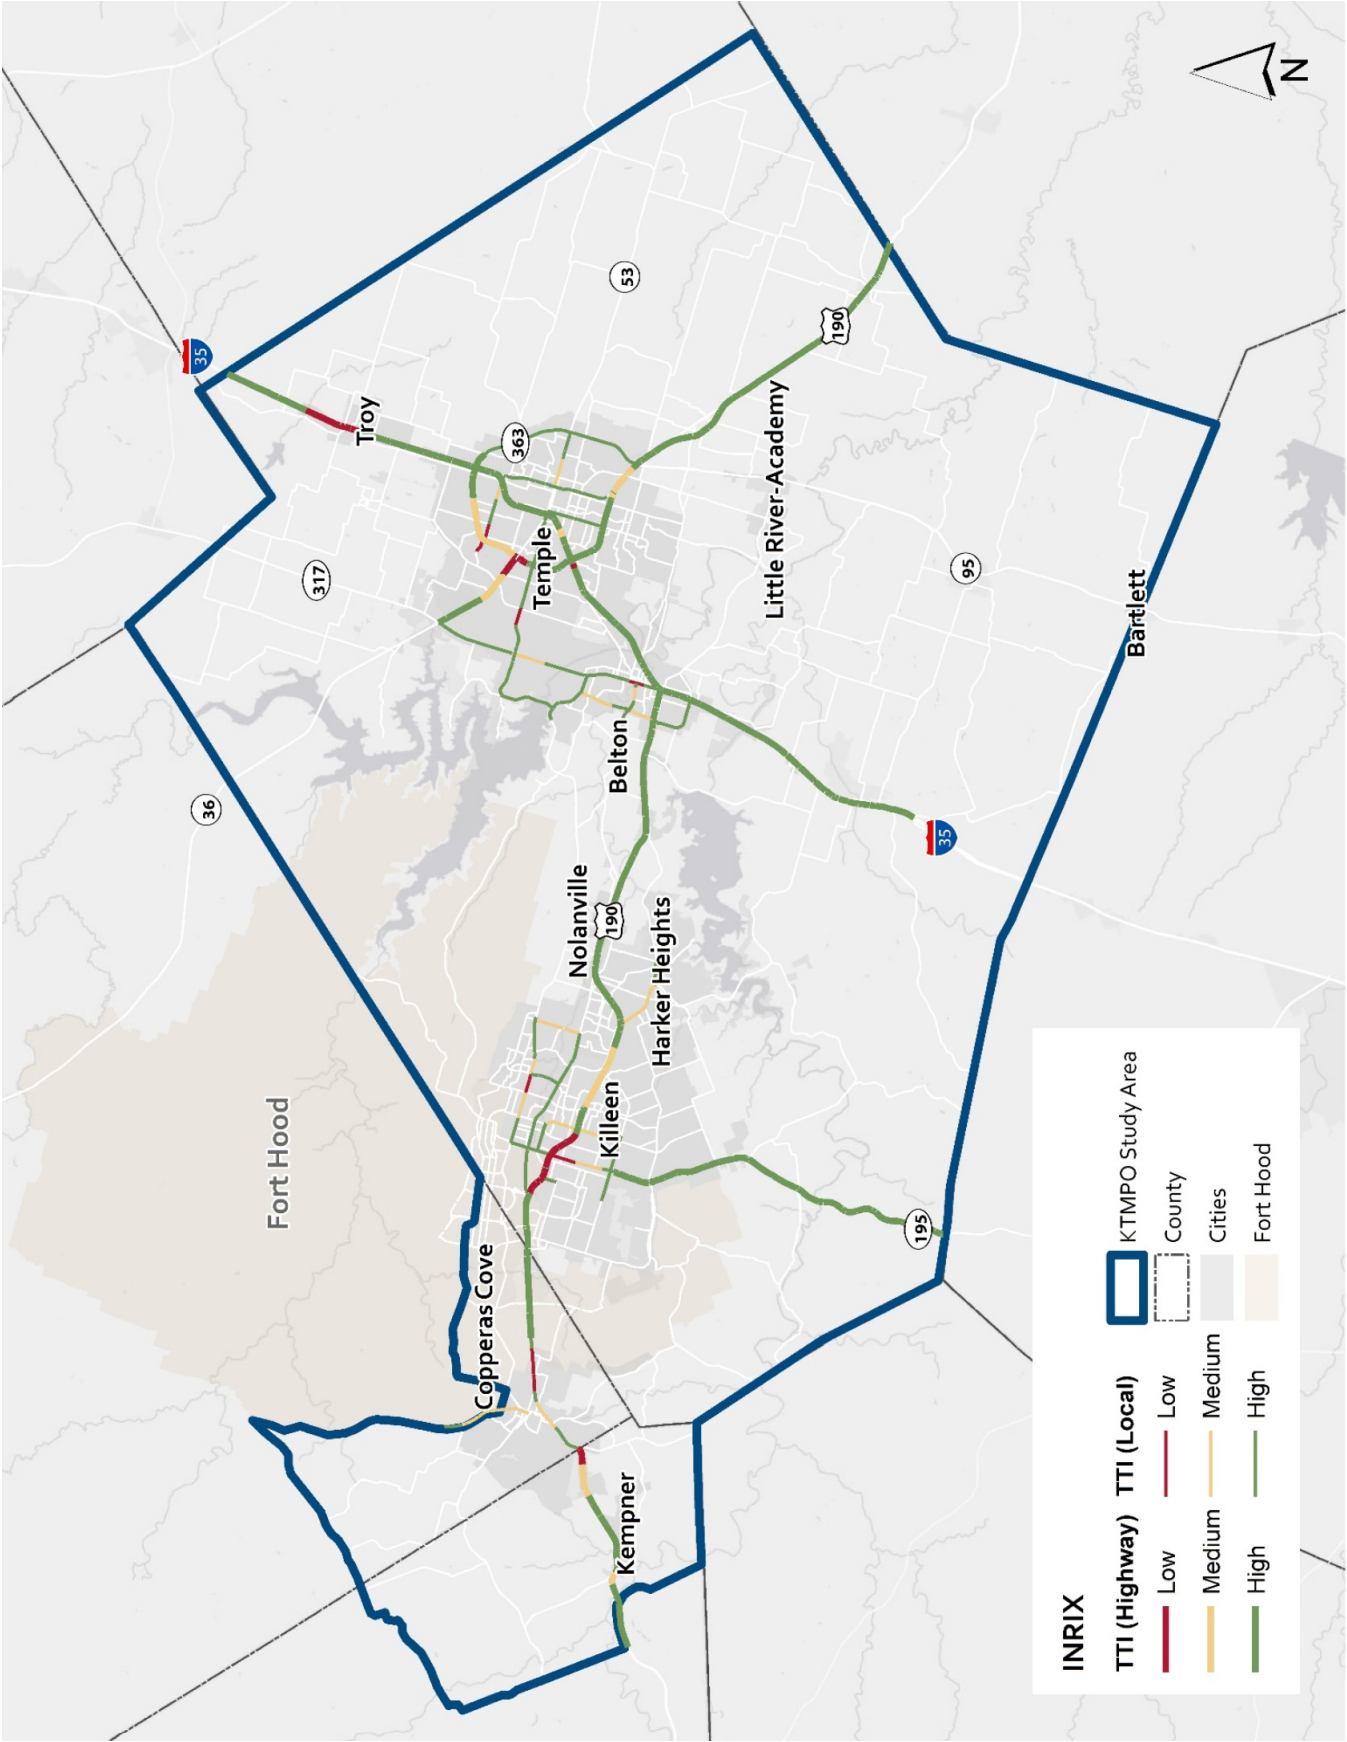 35
Troy
363
53
317
Temple
190
Little River-Academy
36
95
Belton
Bartlett
Nolanville
190
35
Harker Heights
Fort Hood
Killeen
195
Copperas Cove
Kempner
N
INRIX
TTI (Highway)
Low
Medium
High
TTI (Local)
Low
Medium
High
KTMPO Study Area
County
Cities
Fort Hood